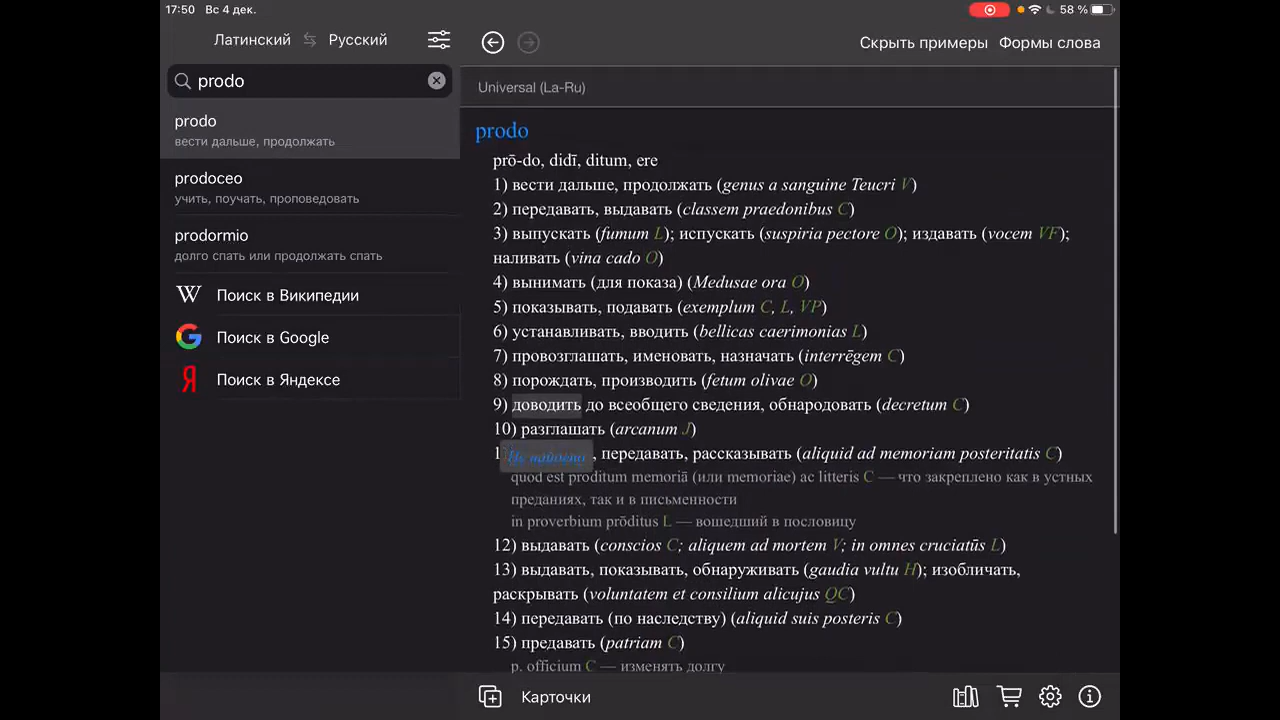 17:50 Вс 4 дек.
58 %
Латинский Русский
Скрыть примеры Формы слова
prodo
Universal (La-Ru)
prodo
вести дальше, продолжать
prodoceo
учить, поучать, проповедовать
prodormio
долго спать или продолжать спать
Поиск в Википедии
Поиск в Google
Поиск в Яндексе
prodo
prō-do, didī, ditum, ere
1) вести дальше, продолжать (genus a sanguine Teucri V)
2) передавать, выдавать (classem praedonibus C)
3) выпускать (fumum L); испускать (suspiria pectore O); издавать (vocem VF);
наливать (vina cado O)
4) вынимать (для показа) (Medusae ora O)
5) показывать, подавать (exemplum C, L, VP)
6) устанавливать, вводить (bellicas caerimonias L)
7) провозглашать, именовать, назначать (interrēgem C)
8) порождать, производить (fetum olivae O)
9) доводить до всеобщего сведения, обнародовать (decretum C)
10) разглашать (arcanum J)
1 Не найдено , передавать, рассказывать (aliquid ad memoriam posteritatis C)
quod est proditum memoriā (или memoriae) ac litteris C — что закреплено как в устных
преданиях, так и в письменности
in proverbium prōditus L — вошедший в пословицу
12) выдавать (conscios C; aliquem ad mortem V; in omnes cruciatūs L)
13) выдавать, показывать, обнаруживать (gaudia vultu H); изобличать,
раскрывать (voluntatem et consilium alicujus QC)
14) передавать (по наследству) (aliquid suis posteris C)
15) предавать (patriam C)
p. officium C — изменять долгу
Карточки